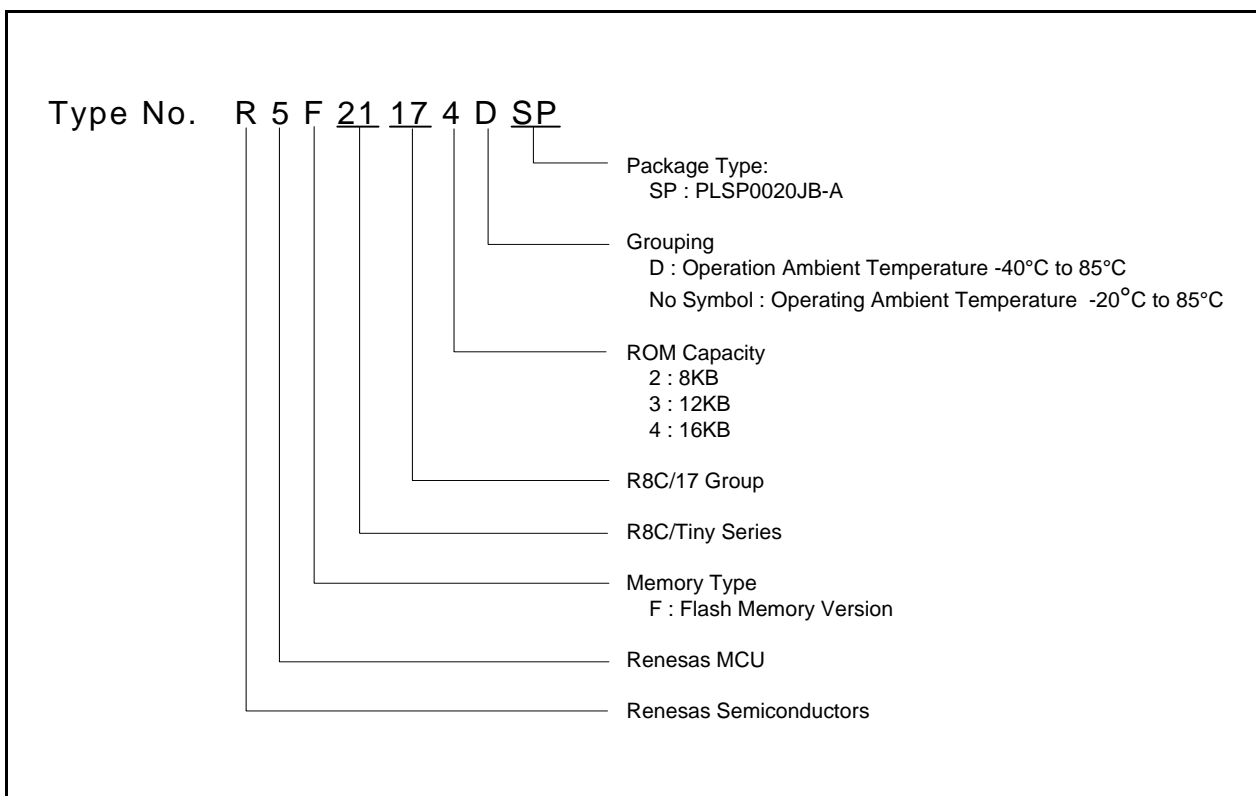 Type No. R 5 F 21 17 4 D SP
Package Type:
SP : PLSP0020JB-A
Grouping
D : Operation Ambient Temperature -40°C to 85°C
No Symbol : Operating Ambient Temperature -20°C to 85°C
ROM Capacity
2 : 8KB
3 : 12KB
4 : 16KB
R8C/17 Group
R8C/Tiny Series
Memory Type
F : Flash Memory Version
Renesas MCU
Renesas Semiconductors